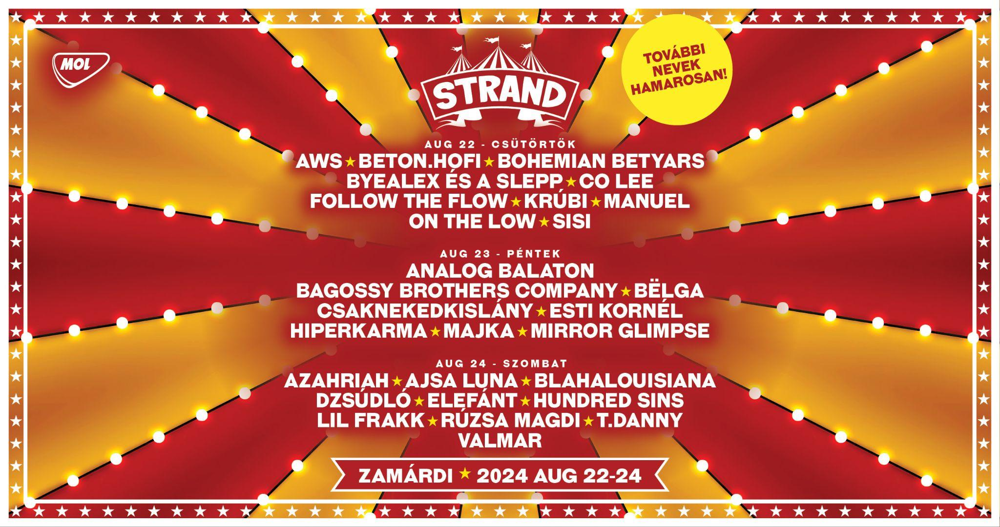 MOL
STRAND
TOVÁBBI
NEVEK
HAMAROSAN!
AUG 22 - CSÜTÖRTÖK
AWS ★ BETON.HOFI ★ BOHEMIAN BETYARS
BYEALEX ÉS A SLEPP ★ CO LEE
FOLLOW THE FLOW ★ KRÚBI ★ MANUEL
ON THE LOW ★ SISI
AUG 23 - PÉNTEK
ANALOG BALATON
BAGOSSY BROTHERS COMPANY ★ BËLGA
CSAKNEKEDKISLÁNY ★ ESTI KORNÉL
HIPERKARMA ★ MAJKA ★ MIRROR GLIMPSE
AUG 24 - SZOMBAT
AZAHRIAH ★ AJSA LUNA ★ BLAHALOUISIANA
DZSÚDLÓ ★ ELEFÁNT ★ HUNDRED SINS
LIL FRAKK ★ RÚZSA MAGDI ★ T.DANNY
VALMAR
ZAMÁRDI ★ 2024 AUG 22-24